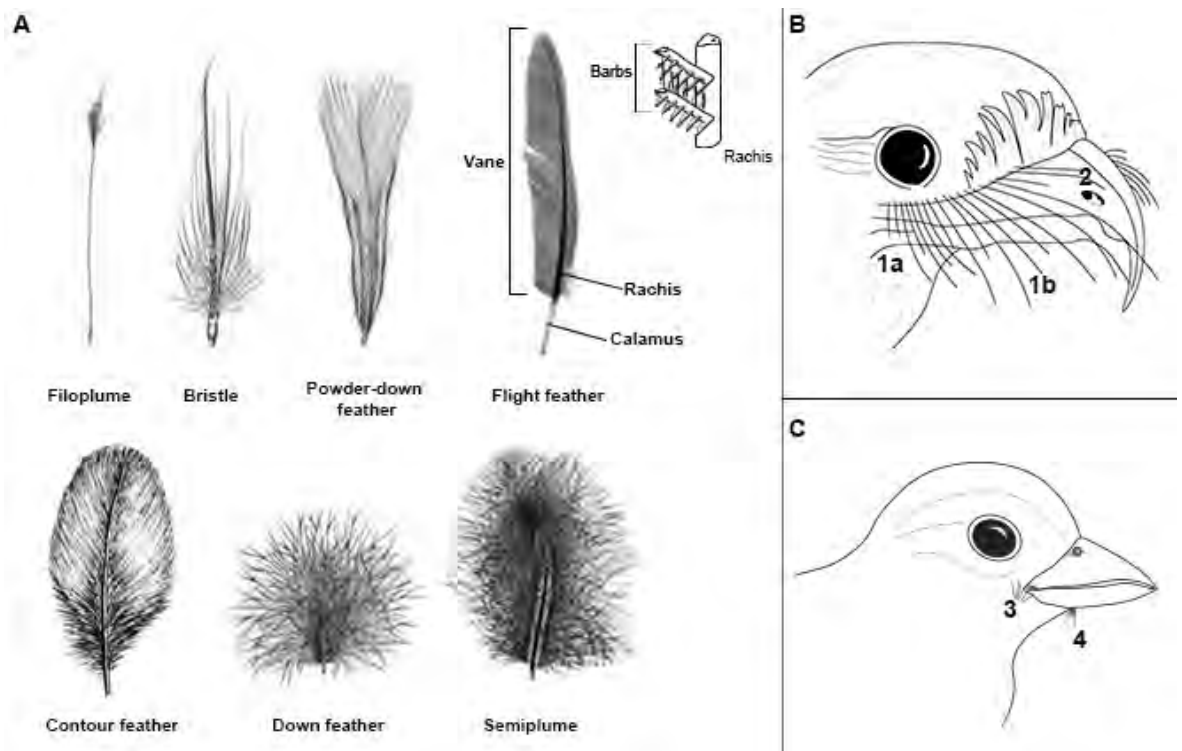 A
Vane
Barbs
Rachis
Rachis
Calamus
Filoplume
Bristle
Powder-down
feather
Flight feather
Contour feather
Down feather
Semiplume
B
2
1a
1b
C
3
4